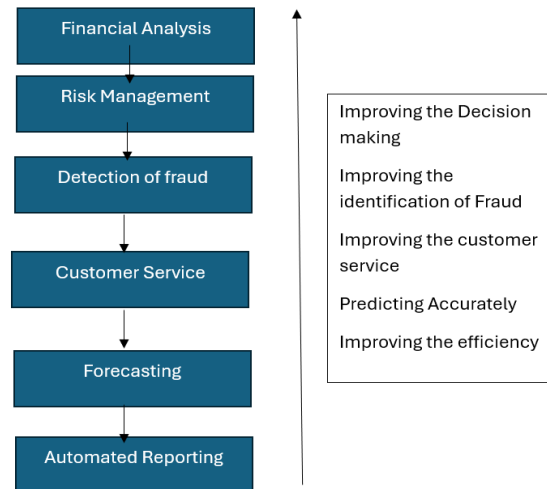 Financial Analysis
Risk Management
Detection of fraud
Customer Service
Forecasting
Automated Reporting
Improving the Decision
making
Improving the
identification of Fraud
Improving the customer
service
Predicting Accurately
Improving the efficiency